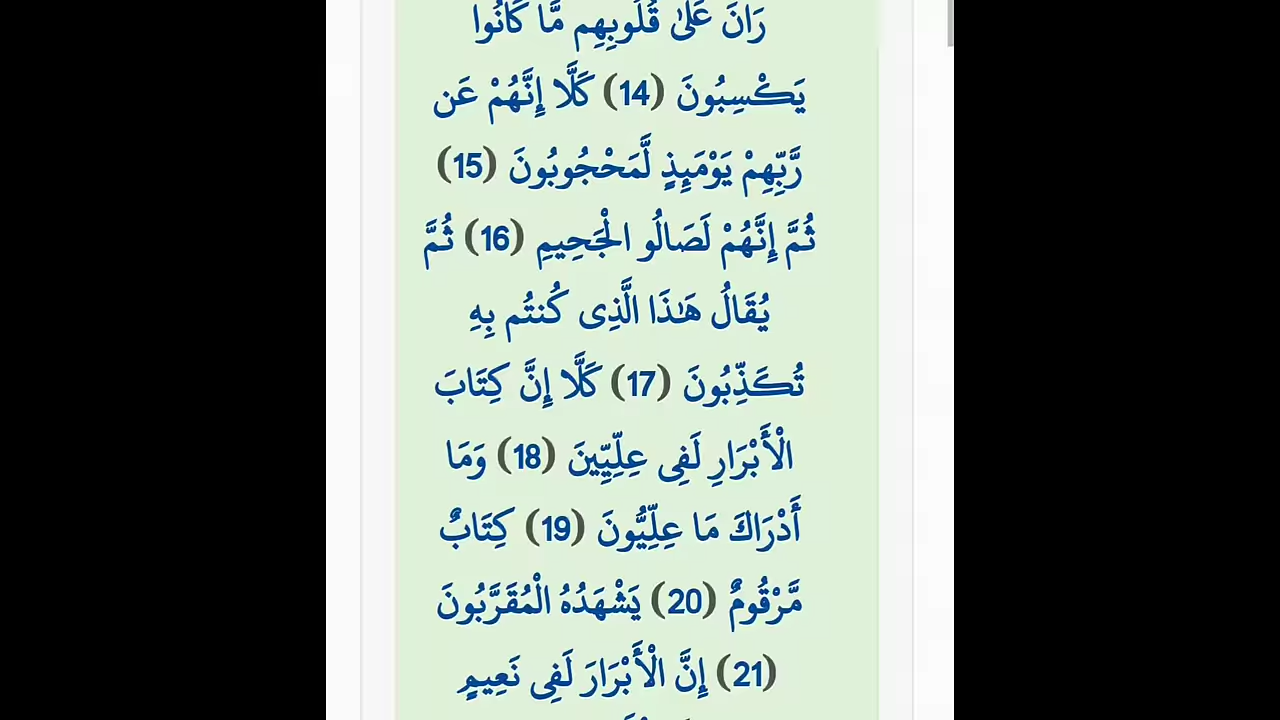 رَانَ عَلَىٰ قُلُوبِهِم مَّا كَانُوا
يَكْسِبُونَ (14) كَلَّا إِنَّهُمْ عَن
رَّبِّهِمْ يَوْمَئِذٍ لَّمَحْجُوبُونَ (15)
ثُمَّ إِنَّهُمْ لَصَالُو الْجَحِيمِ (16) ثُمَّ
يُقَالُ هَٰذَا الَّذِى كُنتُم بِهِ
تُكَذِّبُونَ (17) كَلَّا إِنَّ كِتَابَ
الْأَبْرَارِ لَفِى عِلِّيِّينَ (18) وَمَا
أَدْرَاكَ مَا عِلِّيُّونَ (19) كِتَابٌ
مَّرْقُومٌ (20) يَشْهَدُهُ الْمُقَرَّبُونَ
(21) إِنَّ الْأَبْرَارَ لَفِى نَعِيمٍ